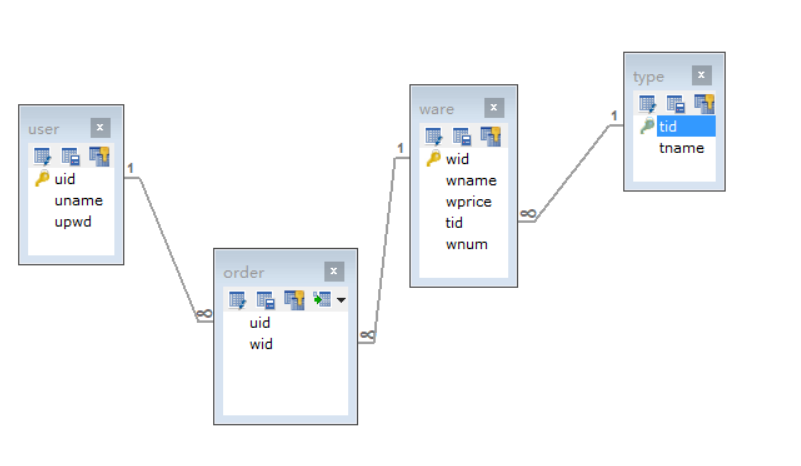 user
x
uid
uname
upwd
1
∞
order
x
uid
wid
∞
1
ware
x
wid
wname
wprice
tid
wnum
∞
1
type
x
tid
tname